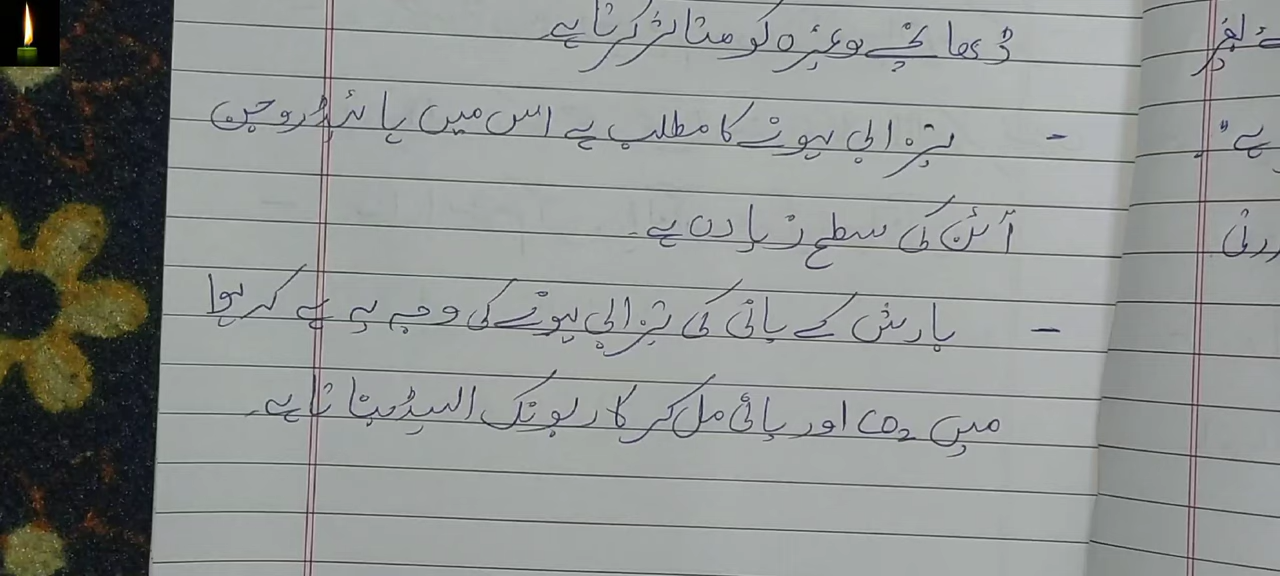 ڈھانچے وغیرہ کو متاثر کرتا ہے
- تیزابی ہونے کا مطلب ہے اس میں ہائڈروجن
آئن کی سطح زیادہ ہے۔
- بارش کے پانی کی تیزابی ہونے کی وجہ یہ ہے کہ ہوا
میں CO₂ اور پانی مل کر کاربونک ایسڈ بناتا ہے۔
ہے"۔